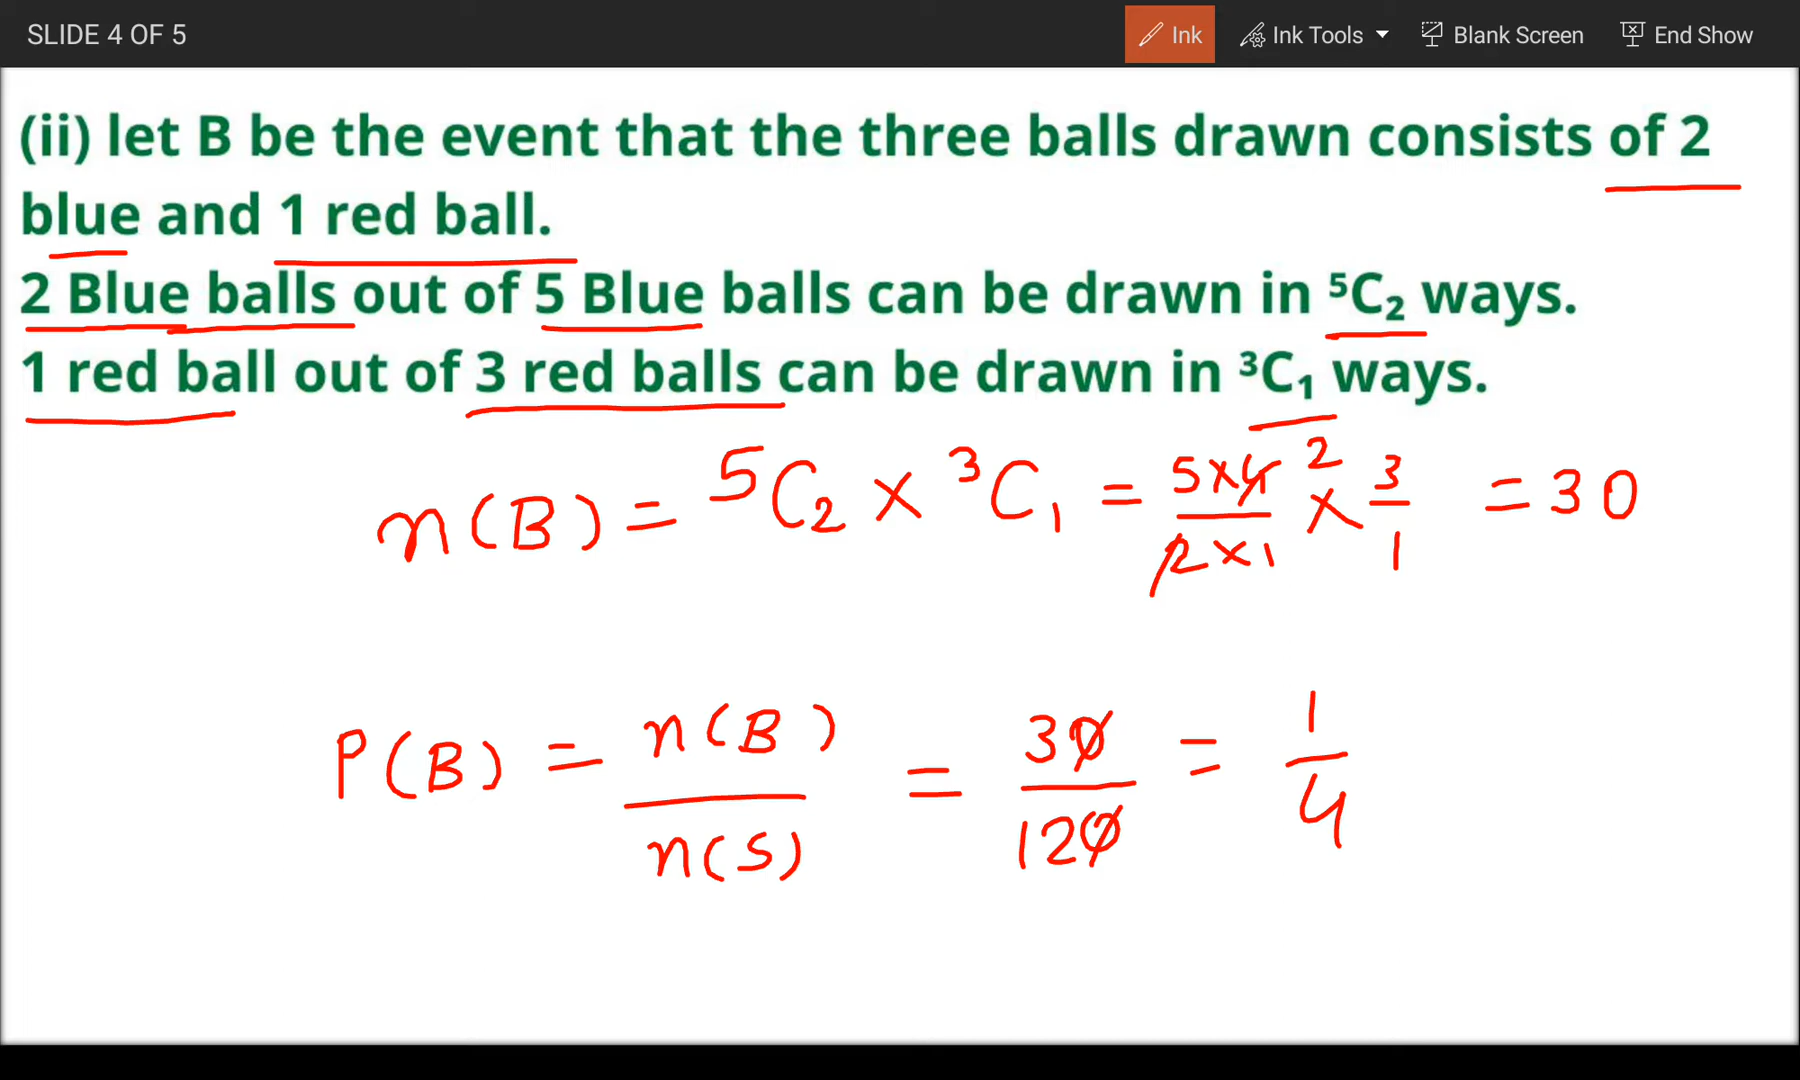 SLIDE 4 OF 5 Ink Ink Tools Blank Screen End Show
(ii) let B be the event that the three balls drawn consists of 2
blue and 1 red ball.
2 Blue balls out of 5 Blue balls can be drawn in ⁵C₂ ways.
1 red ball out of 3 red balls can be drawn in ³C₁ ways.
n(B) = ⁵C₂ × ³C₁ = (5×4)/(2×1) 2 × 3/1 = 30
P(B) = n(B)/n(S) = 30/120 = 1/4